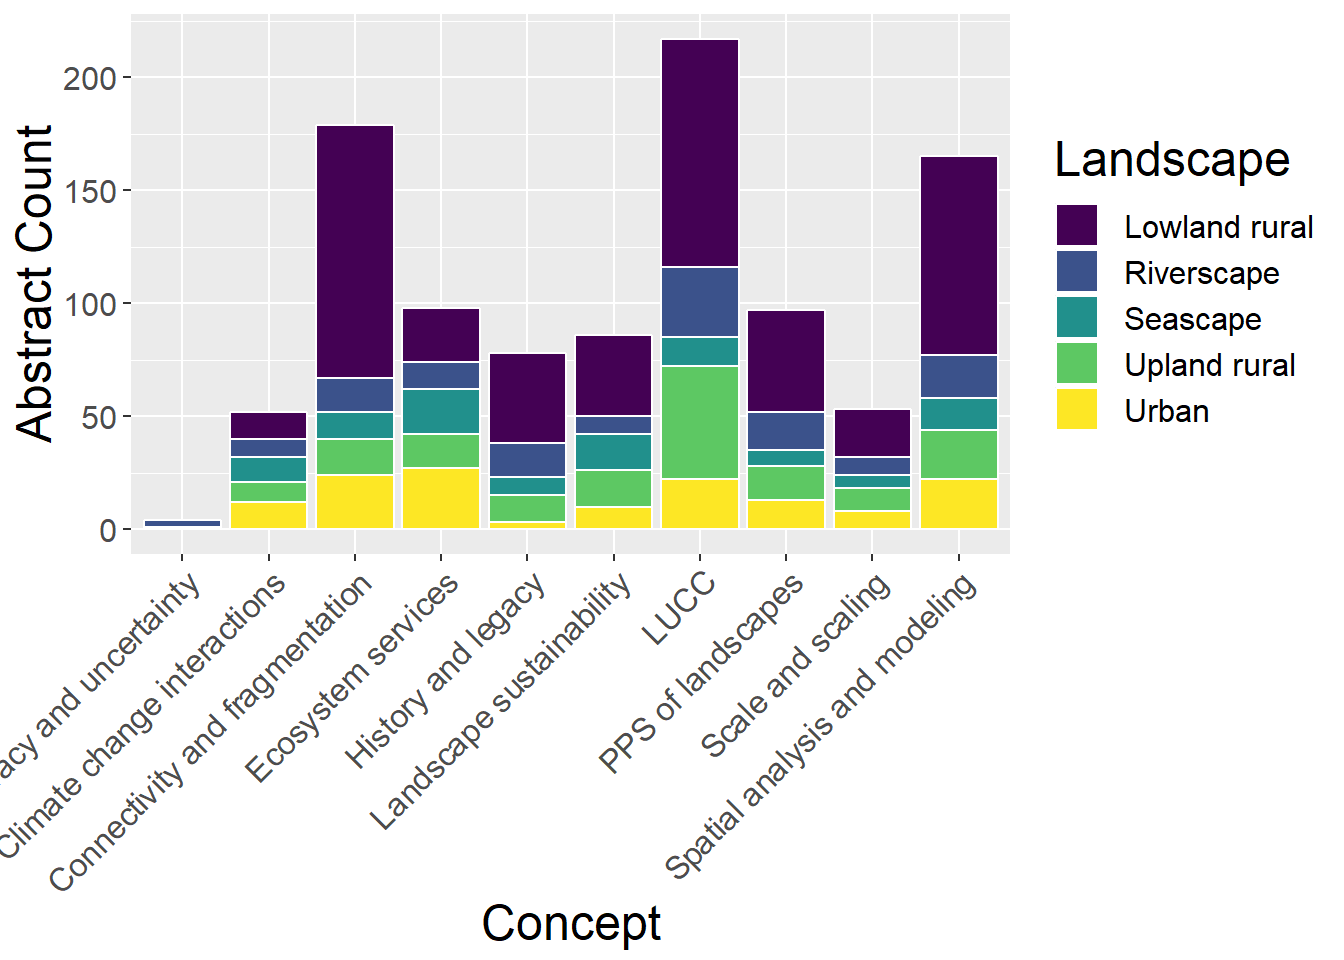 Abstract Count
200
150
100
50
0
and uncertainty
Climate change interactions
Connectivity and fragmentation
Ecosystem services
History and legacy
Landscape sustainability
LUCC
PPS of landscapes
Scale and scaling
Spatial analysis and modeling
Concept
Landscape
Lowland rural
Riverscape
Seascape
Upland rural
Urban